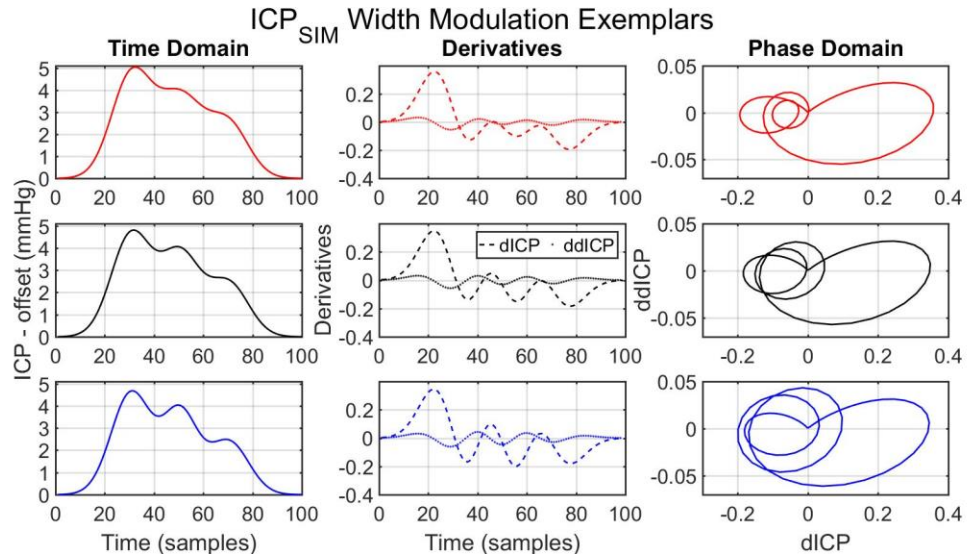 ICP_SIM Width Modulation Exemplars
Time Domain
Derivatives
Phase Domain
5
4
3
2
1
0
0 20 40 60 80 100
0.2
0
-0.2
-0.4
0 20 40 60 80 100
0.05
0
-0.05
-0.2 0 0.2 0.4
ICP - offset (mmHg)
5
4
3
2
1
0
0 20 40 60 80 100
Derivatives
0.2
0
-0.2
-0.4
dICP ddICP
0 20 40 60 80 100
ddICP
0.05
0
-0.05
-0.2 0 0.2 0.4
5
4
3
2
1
0
0 20 40 60 80 100
Time (samples)
0.2
0
-0.2
-0.4
0 20 40 60 80 100
Time (samples)
0.05
0
-0.05
-0.2 0 0.2 0.4
dICP